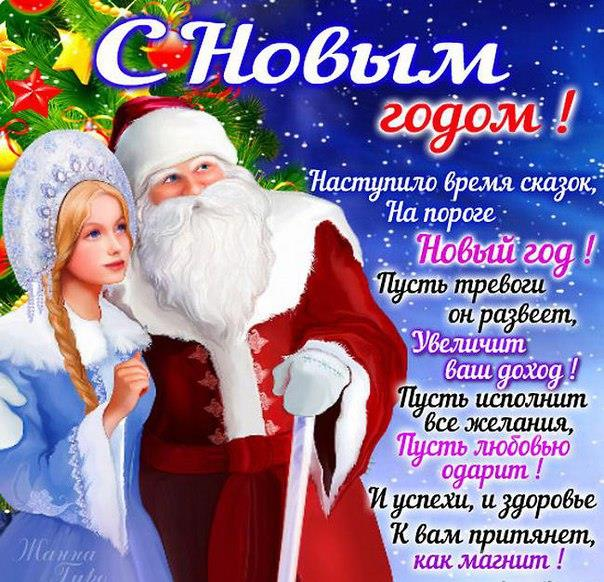 С Новым
годом !
Наступило время сказок,
На пороге
Новый год !
Пусть тревоги
он развеет,
Увеличит
ваш доход !
Пусть исполнит
все желания,
Пусть любовью
одарит !
И успехи, и здоровье
К вам притянет,
как магнит !
Жанна